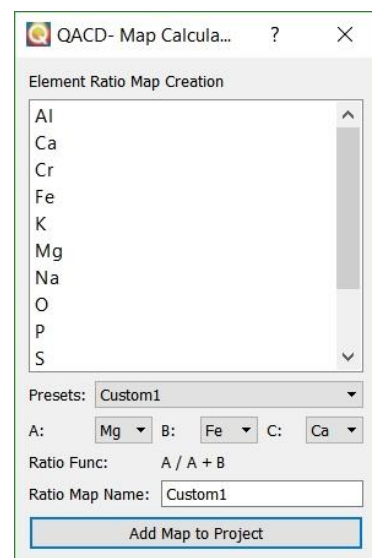 QACD- Map Calcula... ?
Element Ratio Map Creation
Al
Ca
Cr
Fe
K
Mg
Na
O
P
S
Presets: Custom1
A: Mg B: Fe C: Ca
Ratio Func: A / A + B
Ratio Map Name: Custom1
Add Map to Project